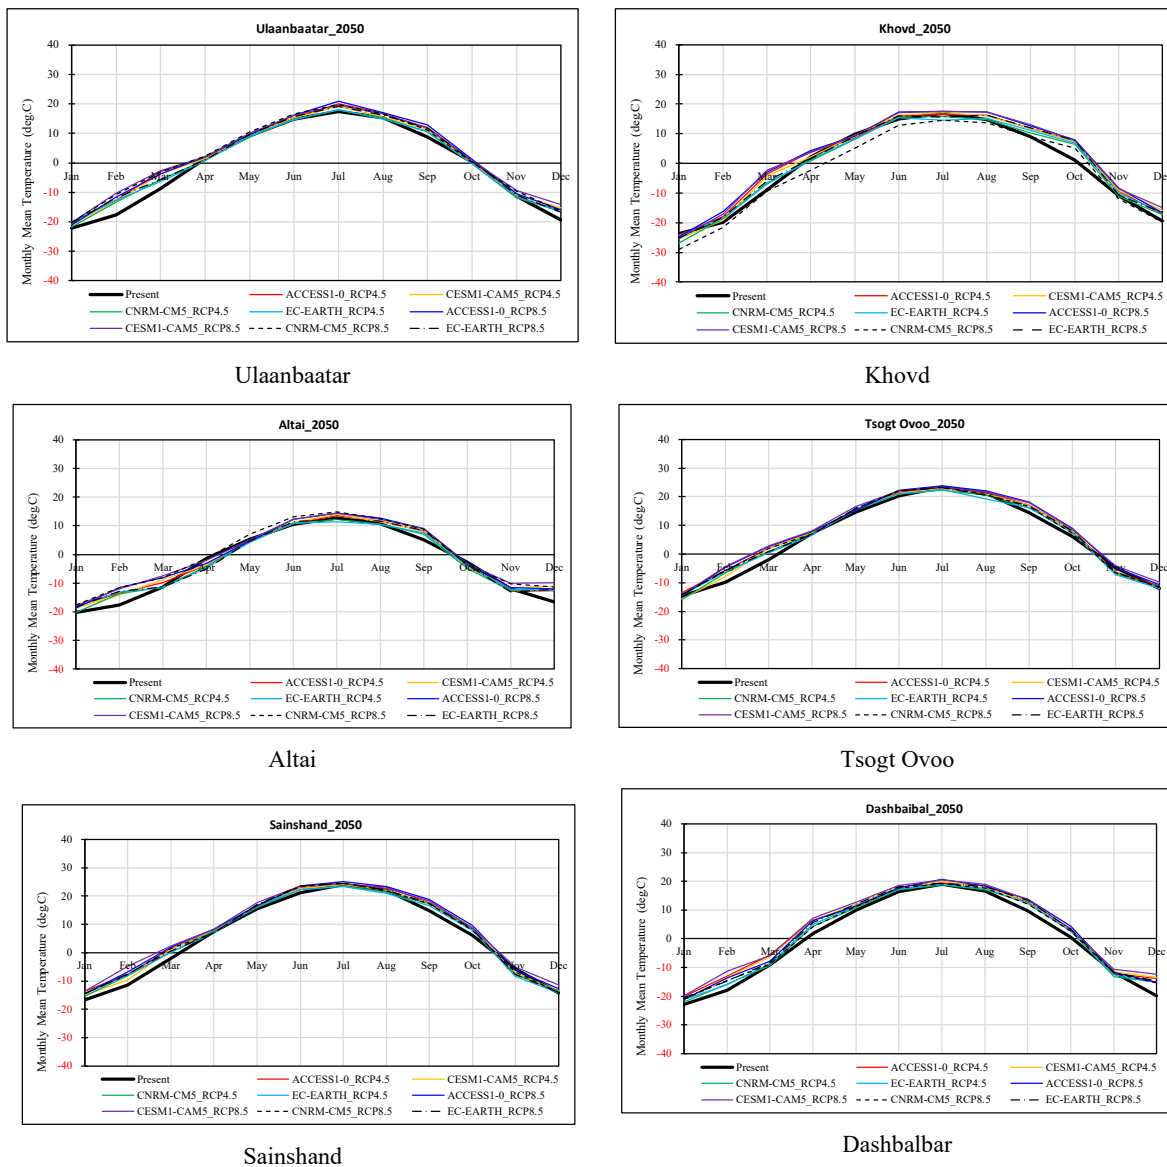 Ulaanbaatar_2050
Monthly Mean Temperature (deg.C)
40
30
20
10
0
-10
-20
-30
-40
Jan Feb Mar Apr May Jun Jul Aug Sep Oct Nov Dec
Present ACCESS1-0_RCP4.5 CESM1-CAM5_RCP4.5
CNRM-CM5_RCP4.5 EC-EARTH_RCP4.5 ACCESS1-0_RCP8.5
CESM1-CAM5_RCP8.5 CNRM-CM5_RCP8.5 EC-EARTH_RCP8.5
Ulaanbaatar
Khovd_2050
Monthly Mean Temperature (deg.C)
40
30
20
10
0
-10
-20
-30
-40
Jan Feb Mar Apr May Jun Jul Aug Sep Oct Nov Dec
Present ACCESS1-0_RCP4.5 CESM1-CAM5_RCP4.5
CNRM-CM5_RCP4.5 EC-EARTH_RCP4.5 ACCESS1-0_RCP8.5
CESM1-CAM5_RCP8.5 CNRM-CM5_RCP8.5 EC-EARTH_RCP8.5
Khovd
Altai_2050
Monthly Mean Temperature (deg.C)
40
30
20
10
0
-10
-20
-30
-40
Jan Feb Mar Apr May Jun Jul Aug Sep Oct Nov Dec
Present ACCESS1-0_RCP4.5 CESM1-CAM5_RCP4.5
CNRM-CM5_RCP4.5 EC-EARTH_RCP4.5 ACCESS1-0_RCP8.5
CESM1-CAM5_RCP8.5 CNRM-CM5_RCP8.5 EC-EARTH_RCP8.5
Altai
Tsogt Ovoo_2050
Monthly Mean Temperature (deg.C)
40
30
20
10
0
-10
-20
-30
-40
Jan Feb Mar Apr May Jun Jul Aug Sep Oct Nov Dec
Present ACCESS1-0_RCP4.5 CESM1-CAM5_RCP4.5
CNRM-CM5_RCP4.5 EC-EARTH_RCP4.5 ACCESS1-0_RCP8.5
CESM1-CAM5_RCP8.5 CNRM-CM5_RCP8.5 EC-EARTH_RCP8.5
Tsogt Ovoo
Sainshand_2050
Monthly Mean Temperature (deg.C)
40
30
20
10
0
-10
-20
-30
-40
Jan Feb Mar Apr May Jun Jul Aug Sep Oct Nov Dec
Present ACCESS1-0_RCP4.5 CESM1-CAM5_RCP4.5
CNRM-CM5_RCP4.5 EC-EARTH_RCP4.5 ACCESS1-0_RCP8.5
CESM1-CAM5_RCP8.5 CNRM-CM5_RCP8.5 EC-EARTH_RCP8.5
Sainshand
Dashbaibal_2050
Monthly Mean Temperature (deg.C)
40
30
20
10
0
-10
-20
-30
-40
Jan Feb Mar Apr May Jun Jul Aug Sep Oct Nov Dec
Present ACCESS1-0_RCP4.5 CESM1-CAM5_RCP4.5
CNRM-CM5_RCP4.5 EC-EARTH_RCP4.5 ACCESS1-0_RCP8.5
CESM1-CAM5_RCP8.5 CNRM-CM5_RCP8.5 EC-EARTH_RCP8.5
Dashbalbar